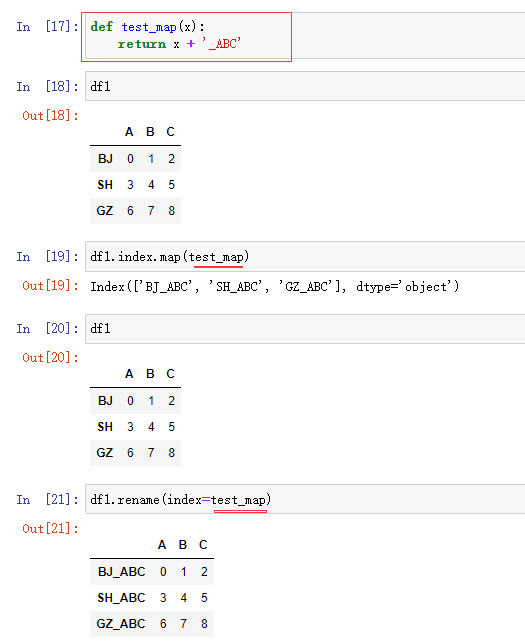 In [17]: def test_map(x):
return x + '_ABC'
In [18]: df1
Out[18]:
A B C
BJ 0 1 2
SH 3 4 5
GZ 6 7 8
In [19]: df1.index.map(test_map)
Out[19]: Index(['BJ_ABC', 'SH_ABC', 'GZ_ABC'], dtype='object')
In [20]: df1
Out[20]:
A B C
BJ 0 1 2
SH 3 4 5
GZ 6 7 8
In [21]: df1.rename(index=test_map)
Out[21]:
A B C
BJ_ABC 0 1 2
SH_ABC 3 4 5
GZ_ABC 6 7 8